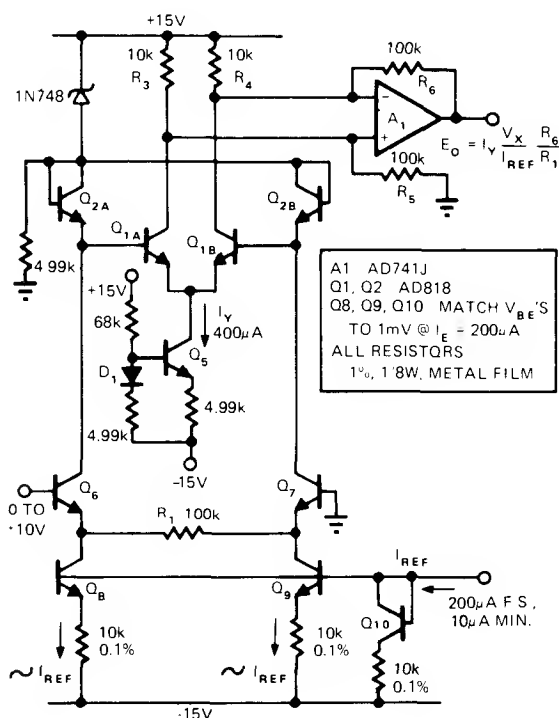 +15V
10k
R3
10k
R4
100k
R6
1N748
A1
−
+
Eo = IY VX/IREF R6/R1
100k
R5
Q2A
Q2B
Q1A
Q1B
4.99k
+15V
68k
IY
400µA
Q5
D1
4.99k
4.99k
-15V
A1 AD741J
Q1, Q2 AD818
Q8, Q9, Q10 MATCH VBE'S
TO 1mV @ IE - 200µA
ALL RESISTORS
1%, 1/8W, METAL FILM
Q6
Q7
0 TO
+10V
R1 100k
IREF
200µA F.S,
10µA MIN.
Q8
Q9
Q10
10k
0.1%
10k
0.1%
10k
0.1%
~ IREF
~ IREF
-15V